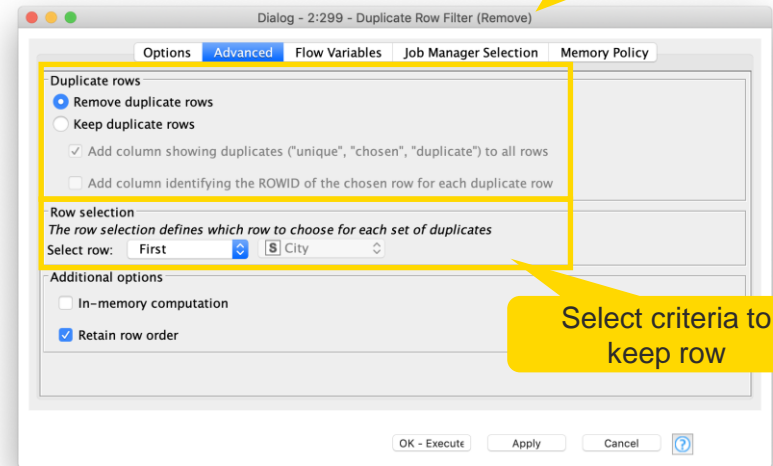 Dialog - 2:299 - Duplicate Row Filter (Remove)
Options Advanced Flow Variables Job Manager Selection Memory Policy
Duplicate rows
Remove duplicate rows
Keep duplicate rows
Add column showing duplicates ("unique", "chosen", "duplicate") to all rows
Add column identifying the ROWID of the chosen row for each duplicate row
Row selection
The row selection defines which row to choose for each set of duplicates
Select row: First S City
Additional options
In-memory computation
Retain row order
Select criteria to
keep row
OK - Execute Apply Cancel ?